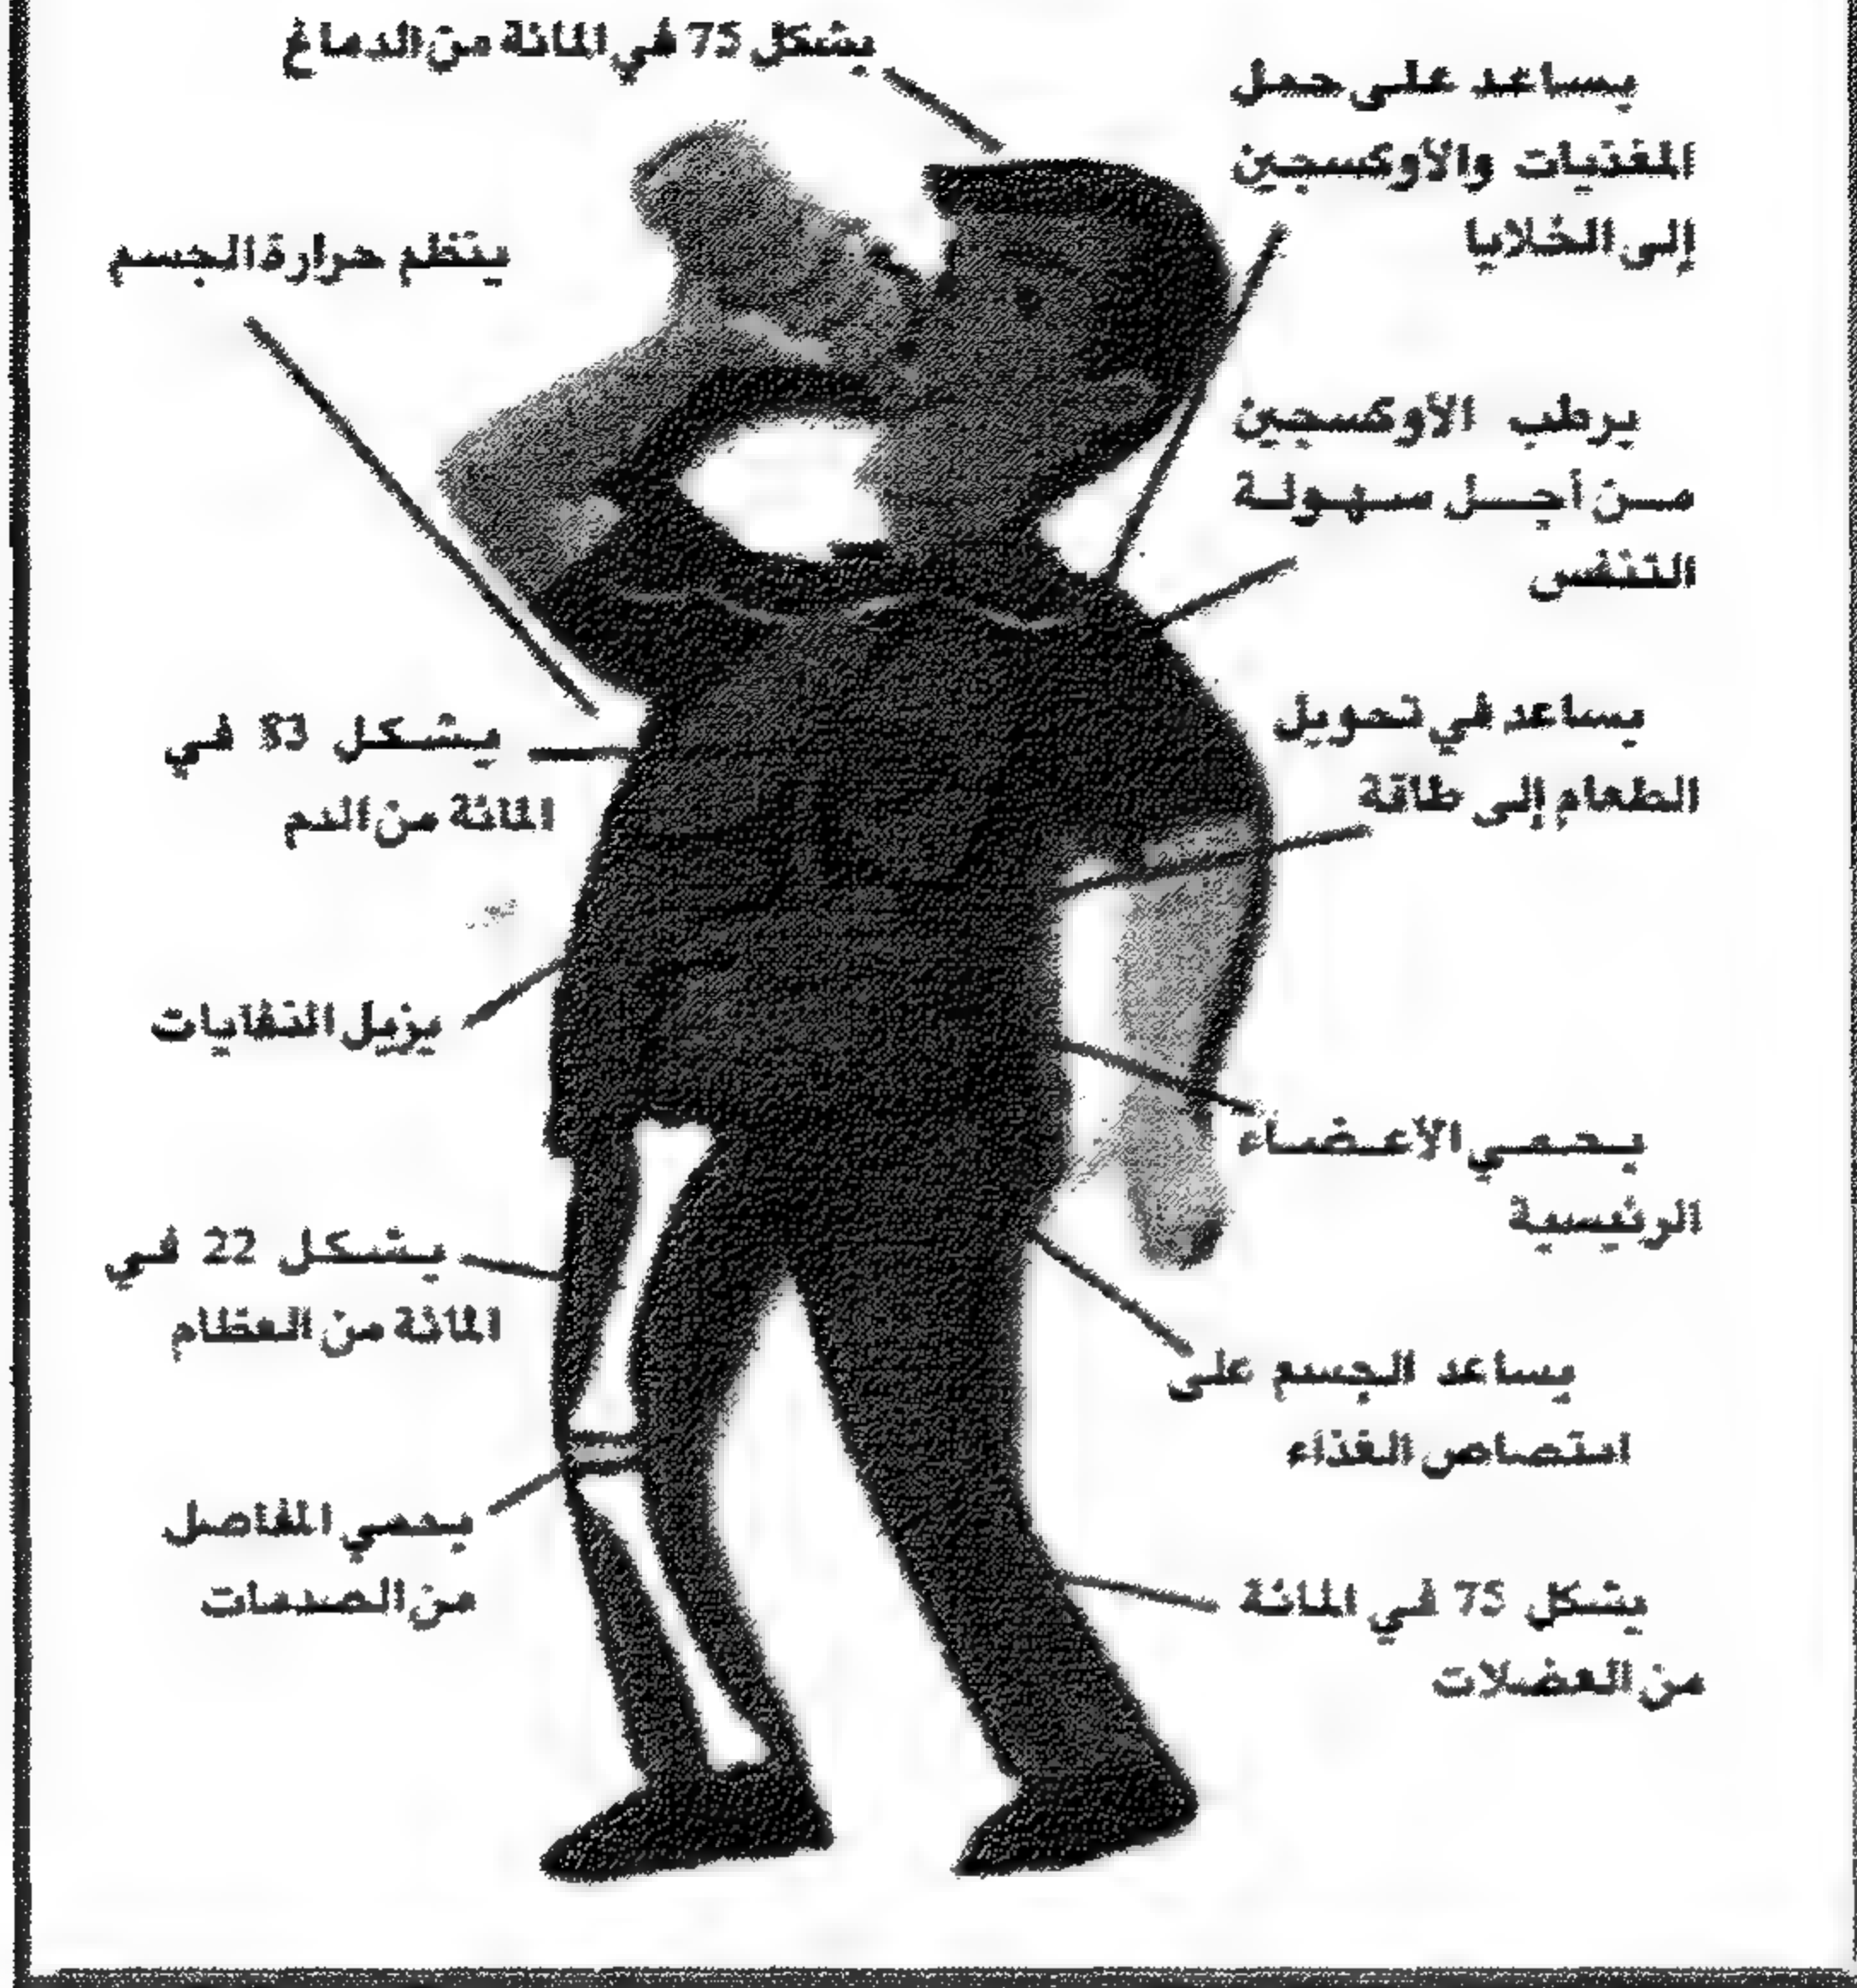 يشكل 75 في المائة من الدماغ
يساعد على حمل
المغذيات والأوكسجين
إلى الخلايا
ينظم حرارة الجسم
يرطب الأوكسجين
من أجل سهولة
التنفس
يساعد في تحويل
الطعام إلى طاقة
يشكل 83 في
المائة من الدم
يزيل النفايات
يحمي الأعضاء
الرئيسية
يشكل 22 في
المائة من العظام
يساعد الجسم على
امتصاص الغذاء
يحمي المفاصل
من الصدمات
يشكل 75 في المائة
من العضلات